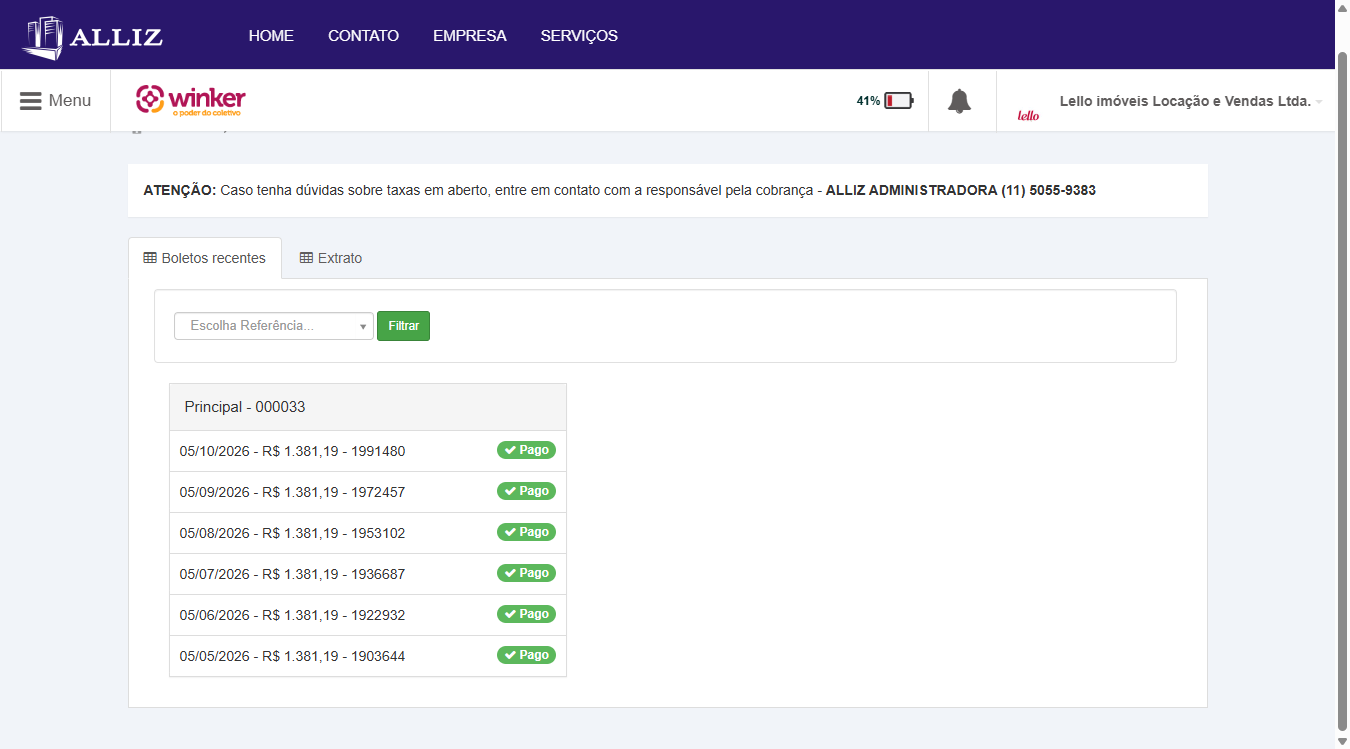 ALLIZ
HOME CONTATO EMPRESA SERVIÇOS
Menu
winker
o poder do coletivo
41%
lello
Lello imóveis Locação e Vendas Ltda.
ATENÇÃO: Caso tenha dúvidas sobre taxas em aberto, entre em contato com a responsável pela cobrança - ALLIZ ADMINISTRADORA (11) 5055-9383
Boletos recentes
Extrato
Escolha Referência...
Filtrar
Principal - 000033
05/10/2026 - R$ 1.381,19 - 1991480 Pago
05/09/2026 - R$ 1.381,19 - 1972457 Pago
05/08/2026 - R$ 1.381,19 - 1953102 Pago
05/07/2026 - R$ 1.381,19 - 1936687 Pago
05/06/2026 - R$ 1.381,19 - 1922932 Pago
05/05/2026 - R$ 1.381,19 - 1903644 Pago